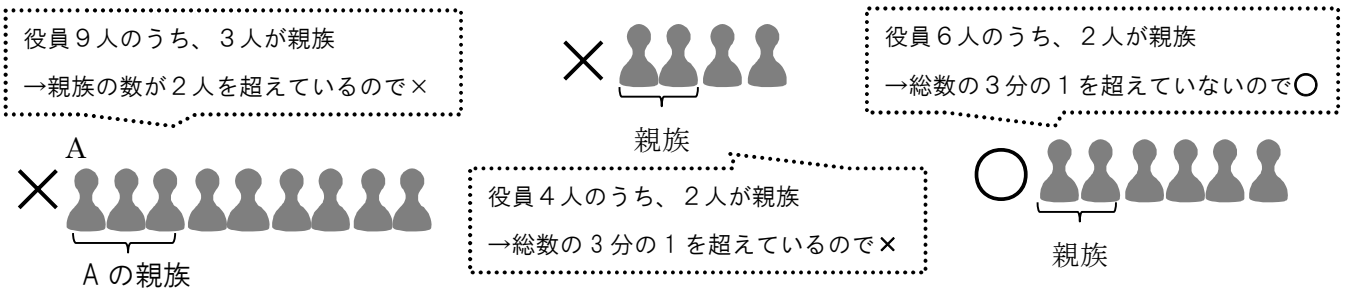 役員９人のうち、３人が親族
→親族の数が２人を超えているので×
A
×
Aの親族
×
親族
役員４人のうち、２人が親族
→総数の３分の１を超えているので×
役員６人のうち、２人が親族
→総数の３分の１を超えていないので〇
〇
親族